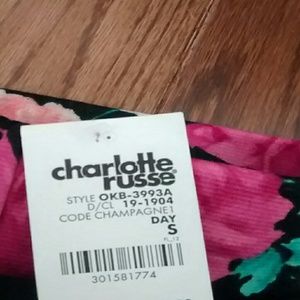 charlotte
russe
STYLE OKB-3993A
D/CL 19-1904
CODE CHAMPAGNE1
DAY
S
301581774